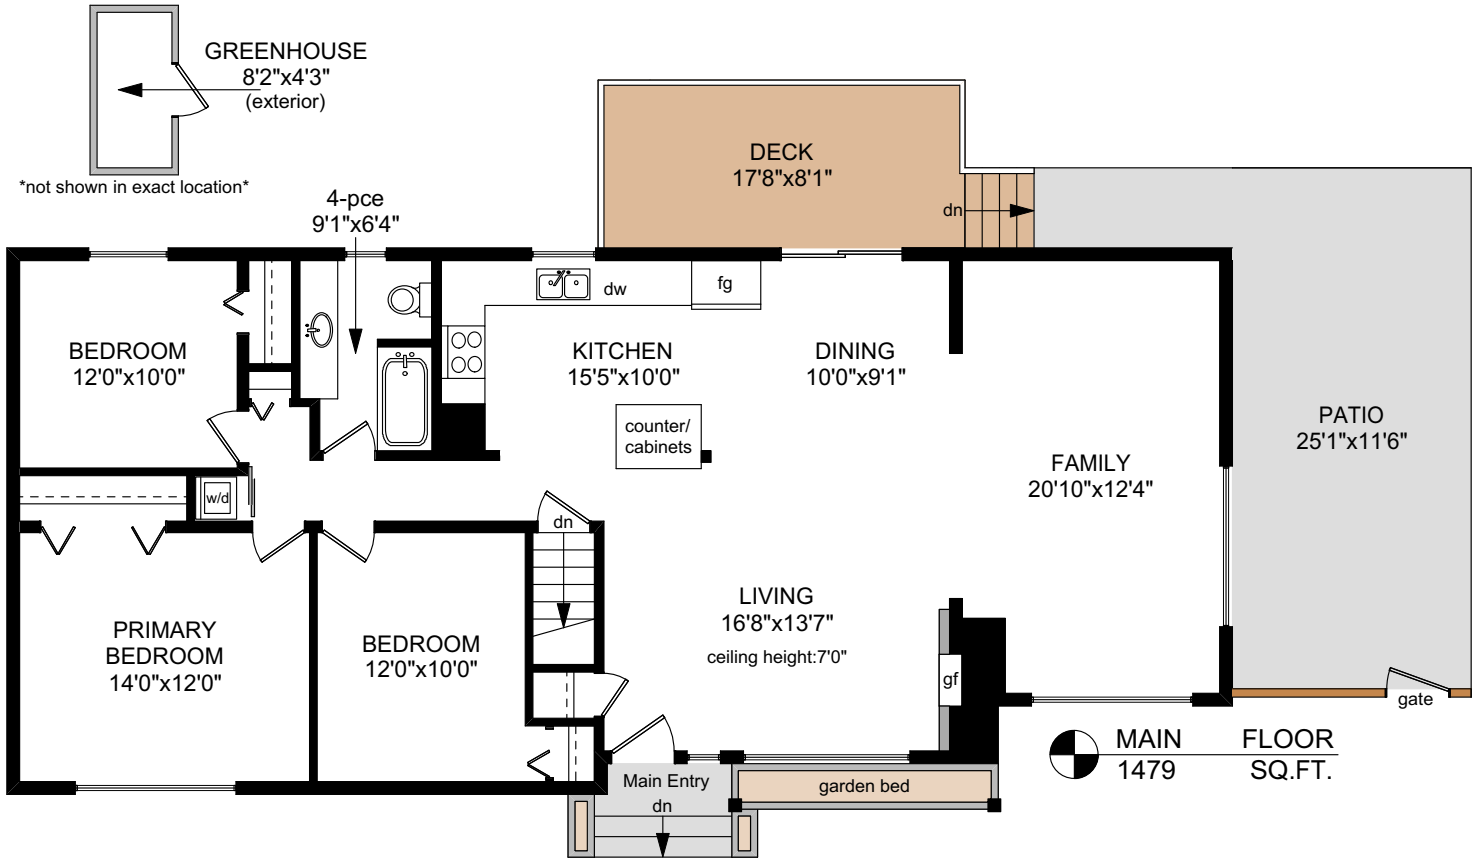 GREENHOUSE
8'2"x4'3"
(exterior)
*not shown in exact location*
4-pce
9'1"x6'4"
DECK
17'8"x8'1"
dn
dw
fg
BEDROOM
12'0"x10'0"
KITCHEN
15'5"x10'0"
DINING
10'0"x9'1"
counter/
cabinets
PATIO
25'1"x11'6"
FAMILY
20'10"x12'4"
w/d
dn
LIVING
16'8"x13'7"
ceiling height:7'0"
PRIMARY
BEDROOM
14'0"x12'0"
BEDROOM
12'0"x10'0"
gf
gate
MAIN FLOOR
1479 SQ.FT.
Main Entry
dn
garden bed